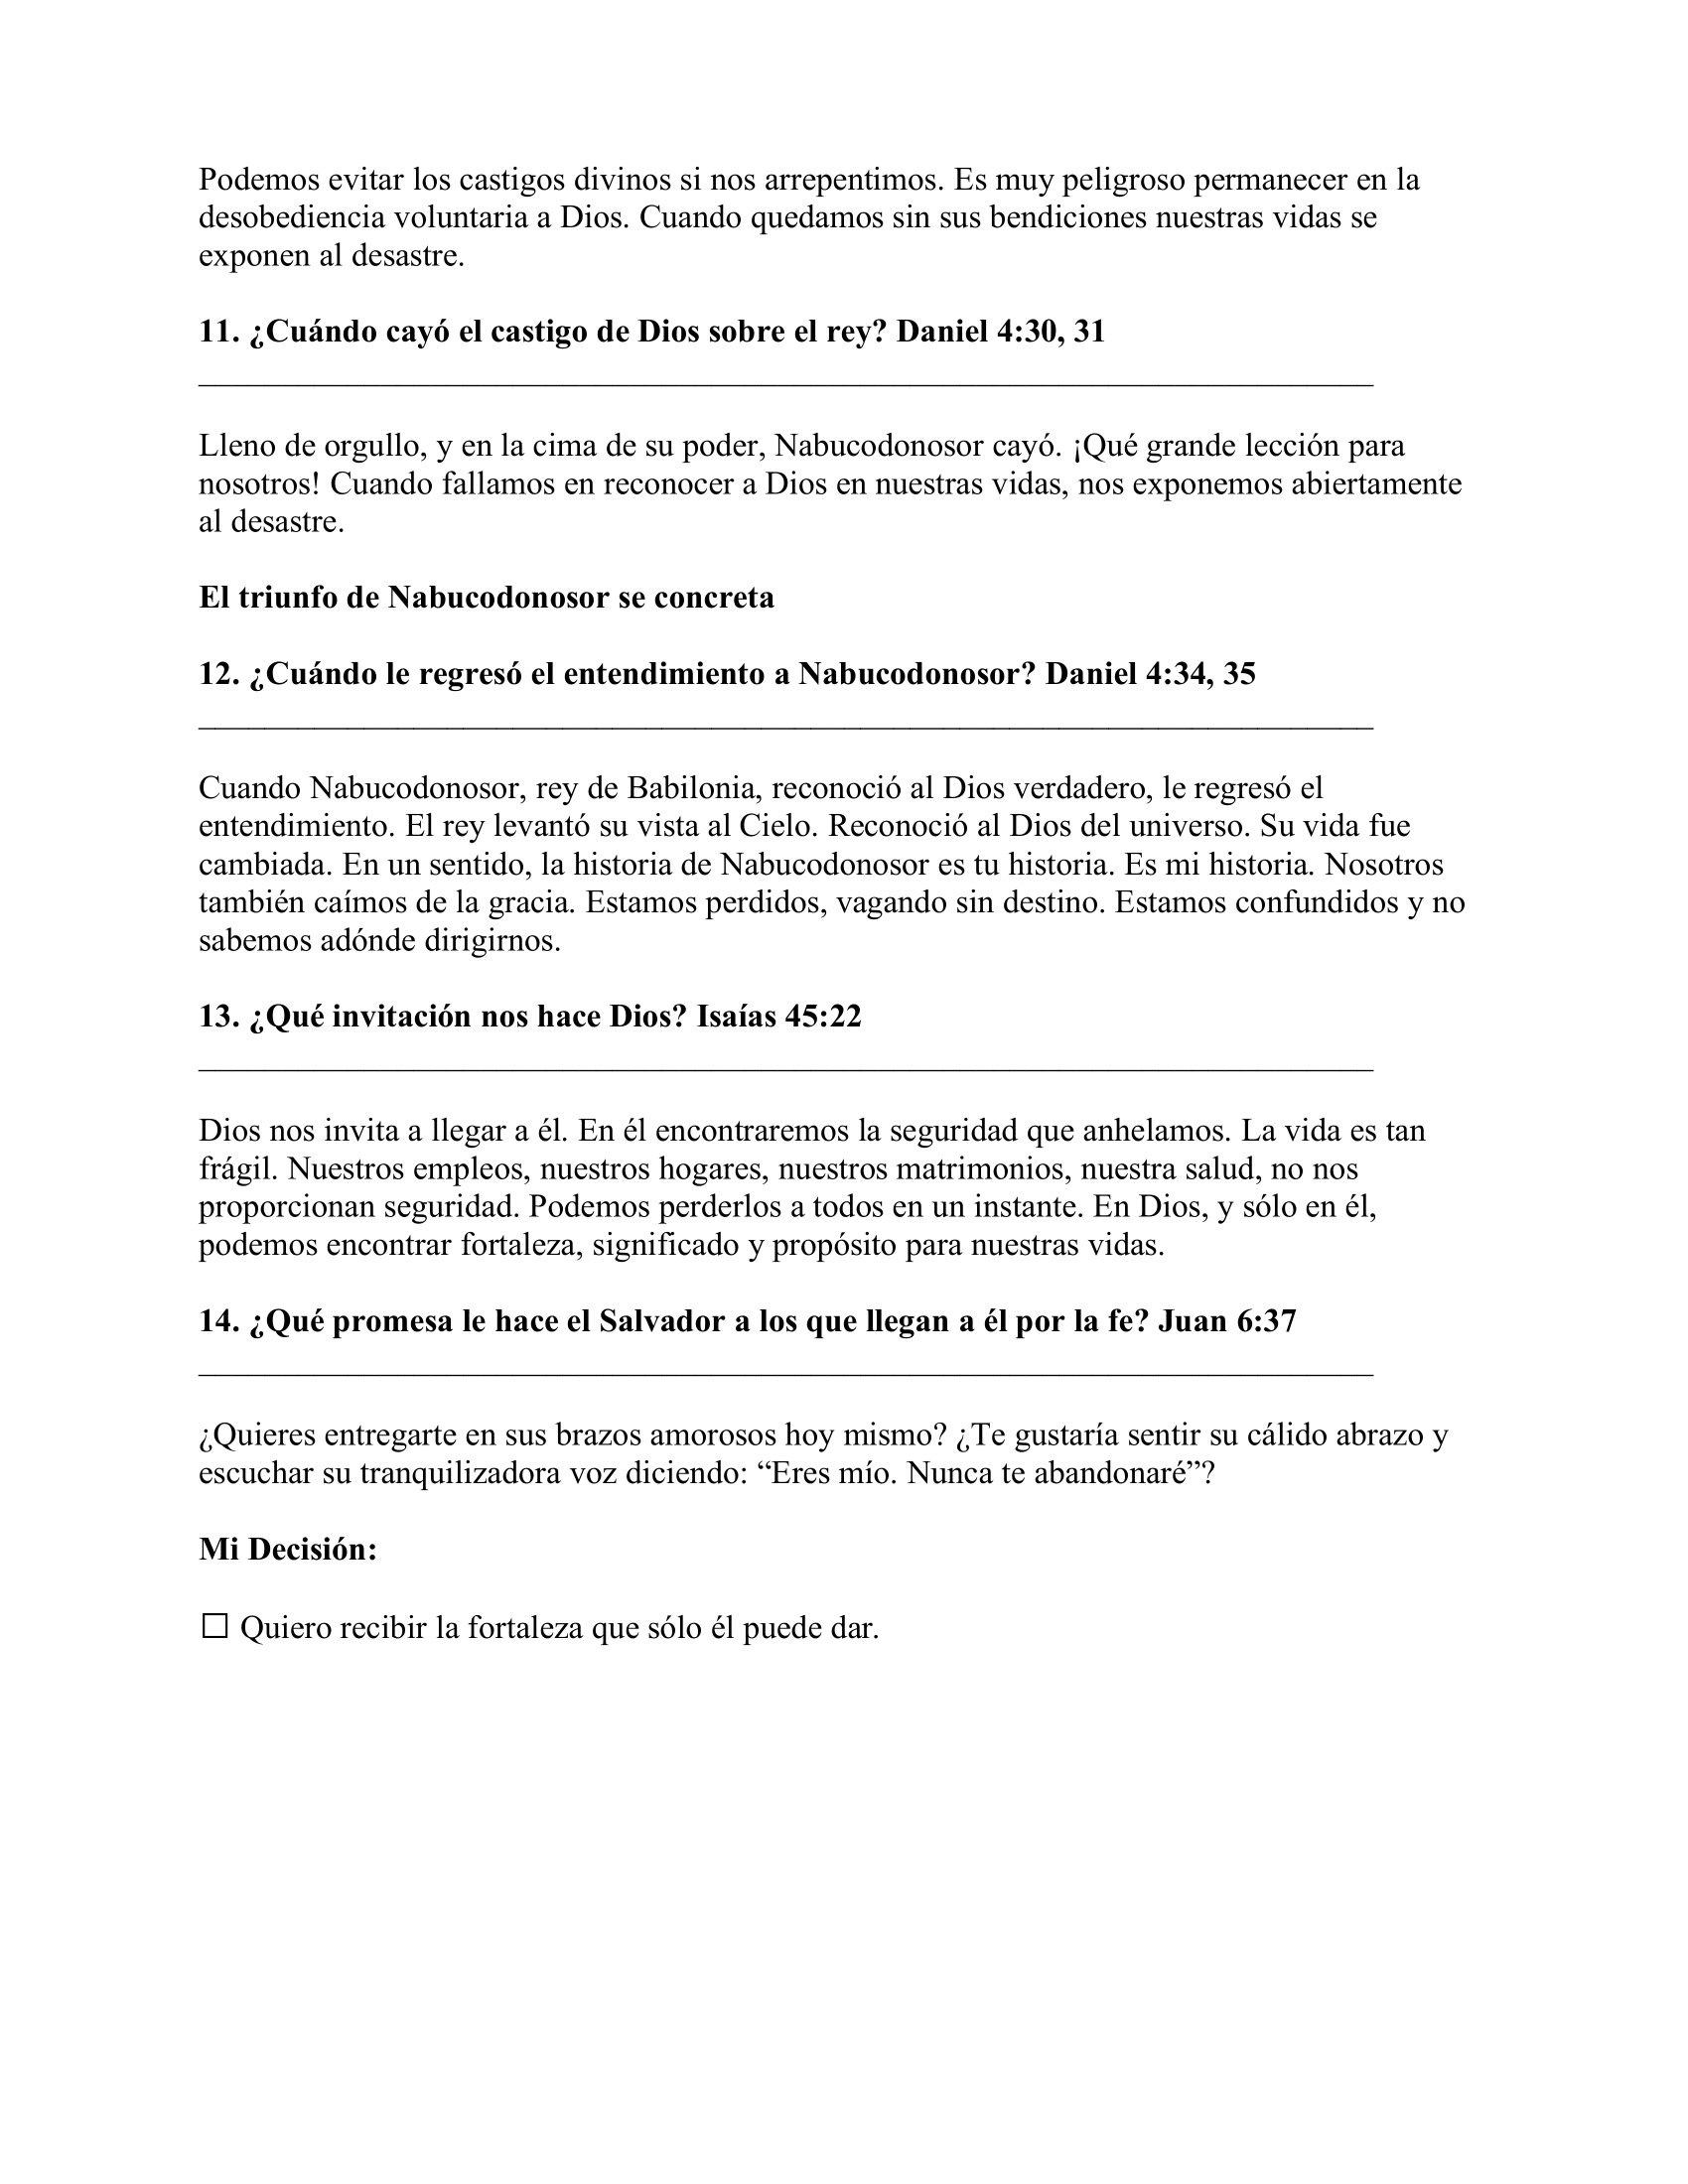 Podemos evitar los castigos divinos si nos arrepentimos. Es muy peligroso permanecer en la
desobediencia voluntaria a Dios. Cuando quedamos sin sus bendiciones nuestras vidas se
exponen al desastre.
11. ¿Cuándo cayó el castigo de Dios sobre el rey? Daniel 4:30, 31
_______________________________________________________________________
Lleno de orgullo, y en la cima de su poder, Nabucodonosor cayó. ¡Qué grande lección para
nosotros! Cuando fallamos en reconocer a Dios en nuestras vidas, nos exponemos abiertamente
al desastre.
El triunfo de Nabucodonosor se concreta
12. ¿Cuándo le regresó el entendimiento a Nabucodonosor? Daniel 4:34, 35
_______________________________________________________________________
Cuando Nabucodonosor, rey de Babilonia, reconoció al Dios verdadero, le regresó el
entendimiento. El rey levantó su vista al Cielo. Reconoció al Dios del universo. Su vida fue
cambiada. En un sentido, la historia de Nabucodonosor es tu historia. Es mi historia. Nosotros
también caímos de la gracia. Estamos perdidos, vagando sin destino. Estamos confundidos y no
sabemos adónde dirigirnos.
13. ¿Qué invitación nos hace Dios? Isaías 45:22
_______________________________________________________________________
Dios nos invita a llegar a él. En él encontraremos la seguridad que anhelamos. La vida es tan
frágil. Nuestros empleos, nuestros hogares, nuestros matrimonios, nuestra salud, no nos
proporcionan seguridad. Podemos perderlos a todos en un instante. En Dios, y sólo en él,
podemos encontrar fortaleza, significado y propósito para nuestras vidas.
14. ¿Qué promesa le hace el Salvador a los que llegan a él por la fe? Juan 6:37
_______________________________________________________________________
¿Quieres entregarte en sus brazos amorosos hoy mismo? ¿Te gustaría sentir su cálido abrazo y
escuchar su tranquilizadora voz diciendo: “Eres mío. Nunca te abandonaré”?
Mi Decisión:
☐ Quiero recibir la fortaleza que sólo él puede dar.